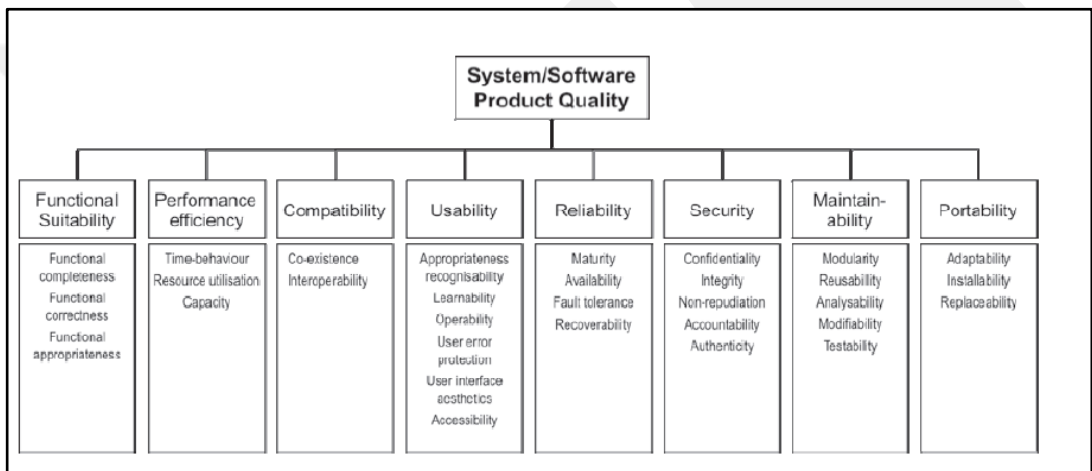 System/Software
Product Quality
Functional
Suitability
Functional
completeness
Functional
correctness
Functional
appropriateness
Performance
efficiency
Time-behaviour
Resource utilisation
Capacity
Compatibility
Co-existence
Interoperability
Usability
Appropriateness
recognisability
Learnability
Operability
User error
protection
User interface
aesthetics
Accessibility
Reliability
Maturity
Availability
Fault tolerance
Recoverability
Security
Confidentiality
Integrity
Non-repudiation
Accountability
Authenticity
Maintain-
ability
Modularity
Reusability
Analysability
Modifiability
Testability
Portability
Adaptability
Installability
Replaceability